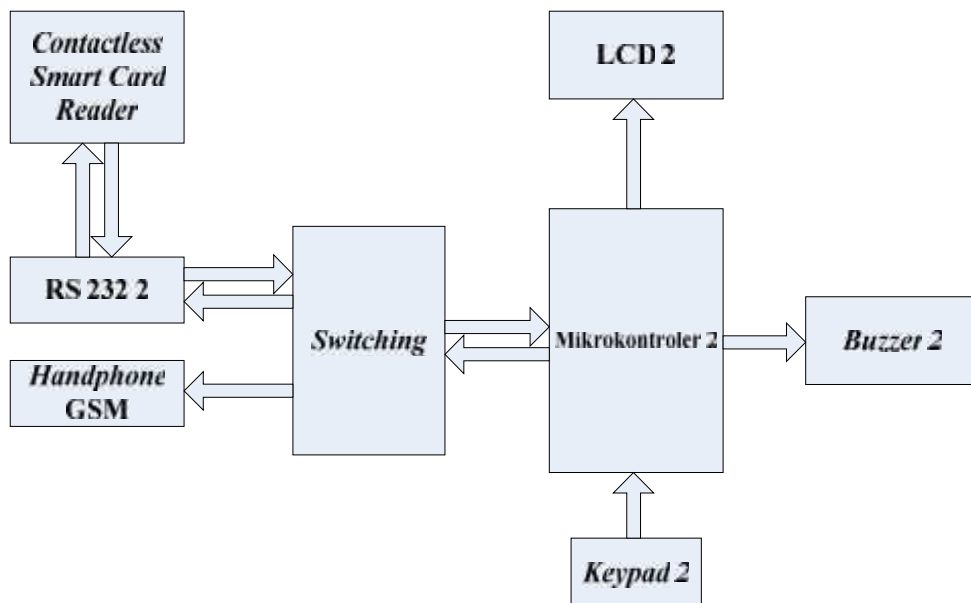 Contactless
Smart Card
Reader
LCD 2
RS 232 2
Switching
Mikrokontroler 2
Buzzer 2
Handphone
GSM
Keypad 2